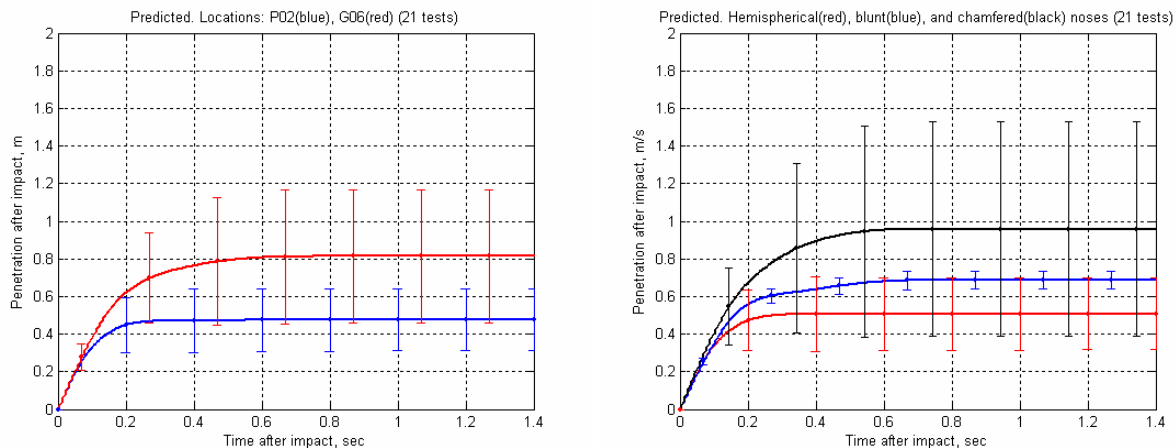 Predicted. Locations: P02(blue), G06(red) (21 tests)
2
1.8
1.6
1.4
1.2
1
0.8
0.6
0.4
0.2
0
Penetration after impact, m
0 0.2 0.4 0.6 0.8 1 1.2 1.4
Time after impact, sec
Predicted. Hemispherical(red), blunt(blue), and chamfered(black) noses (21 tests)
2
1.8
1.6
1.4
1.2
1
0.8
0.6
0.4
0.2
0
Penetration after impact, m/s
0 0.2 0.4 0.6 0.8 1 1.2 1.4
Time after impact, sec